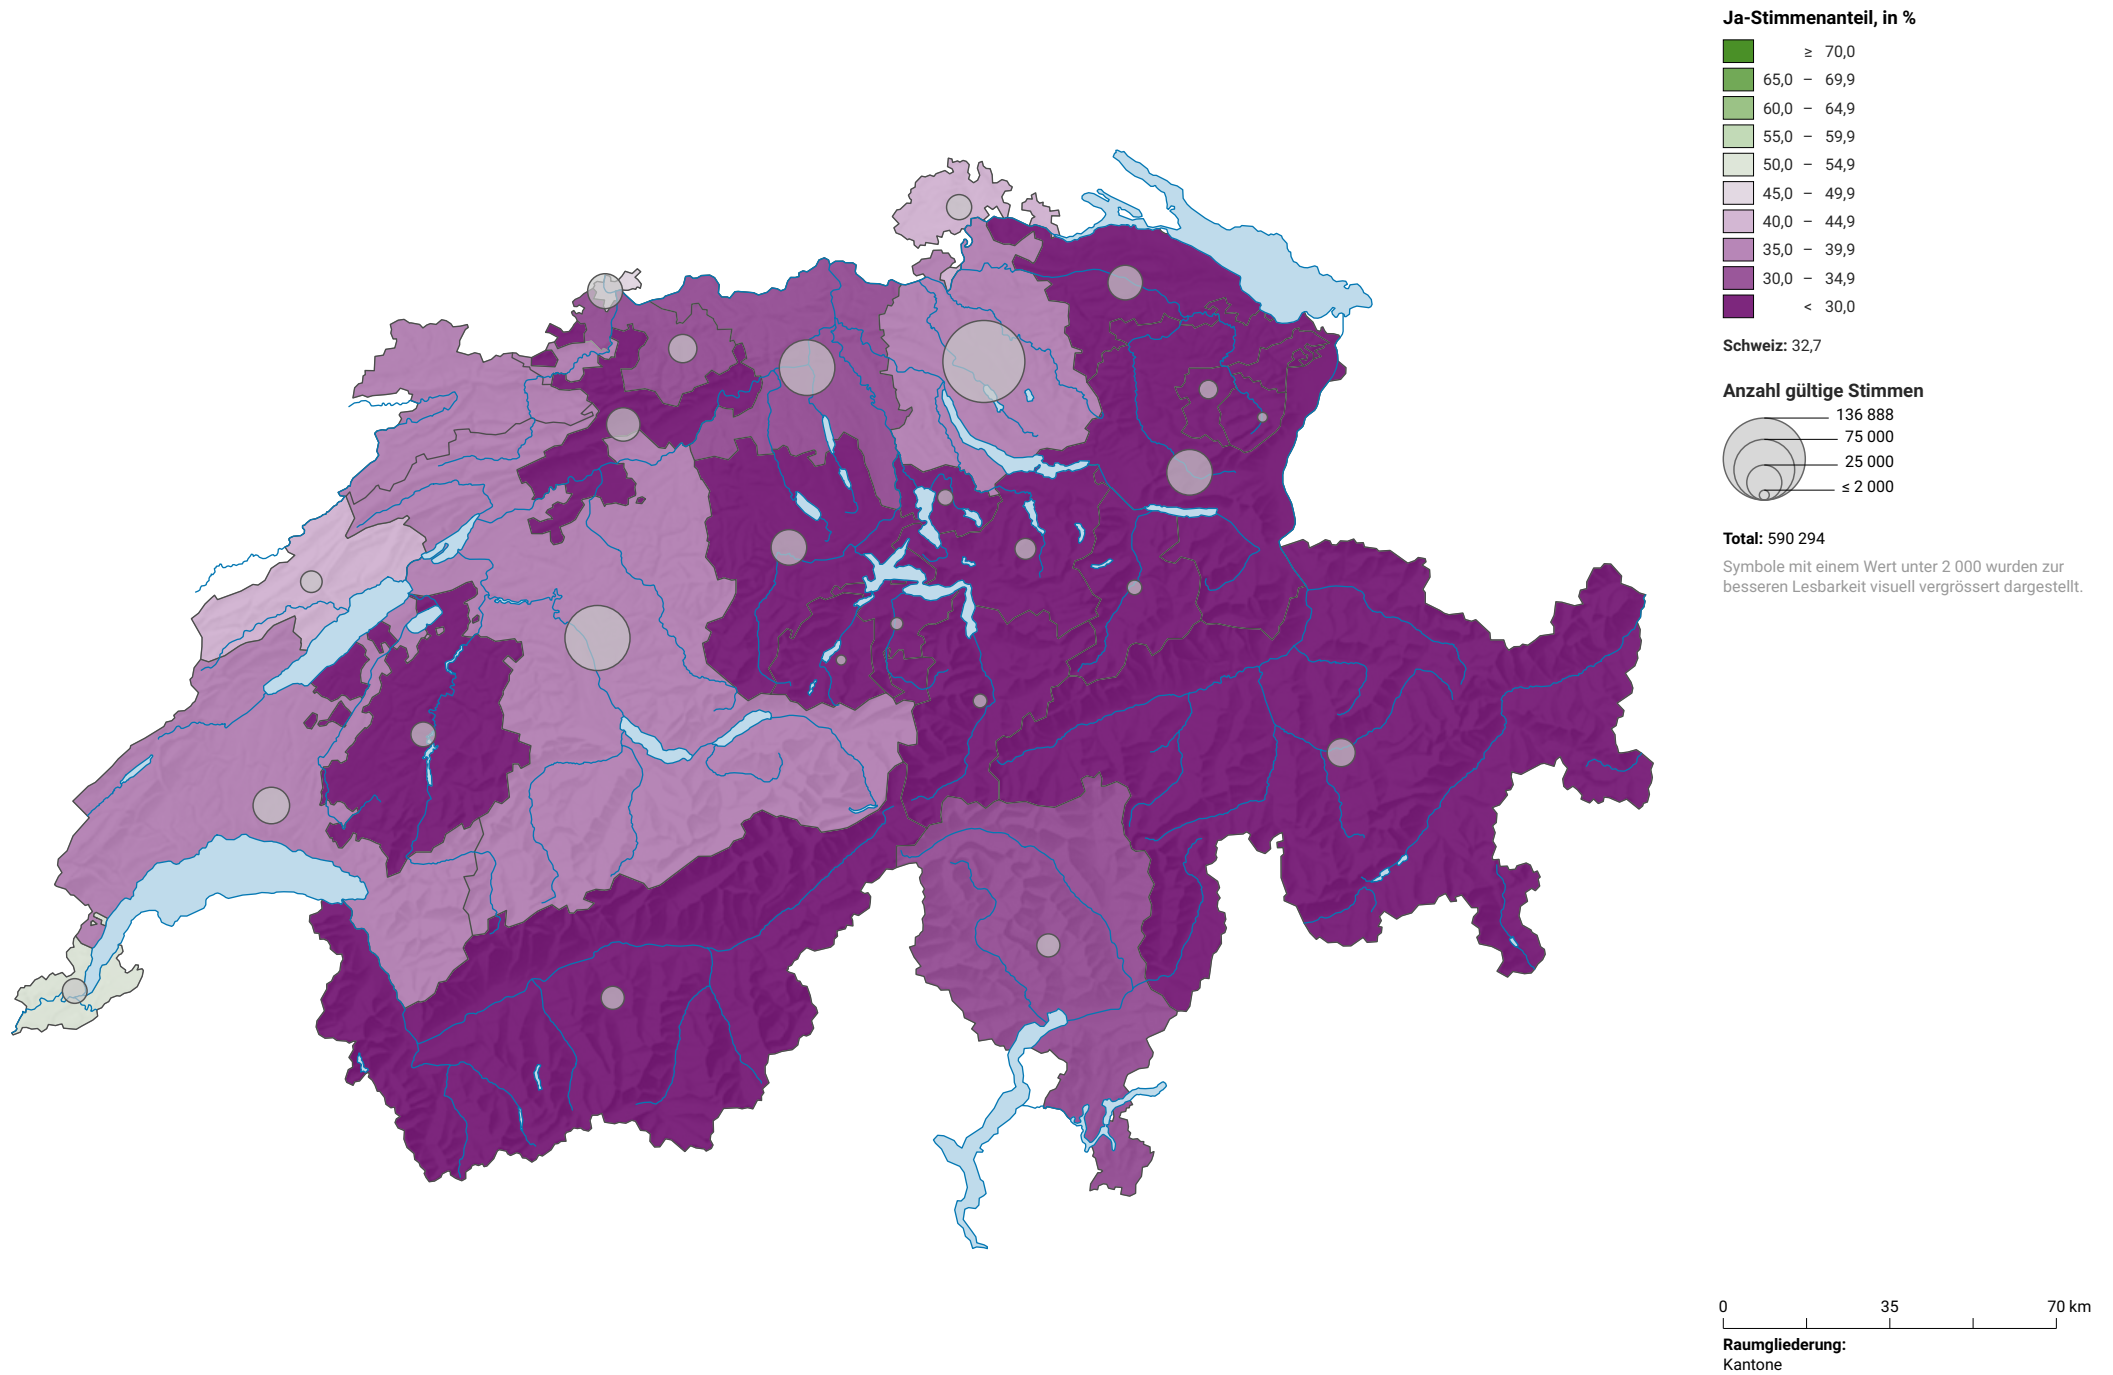 Ja-Stimmenanteil, in %
≥ 70,0
65,0 – 69,9
60,0 – 64,9
55,0 – 59,9
50,0 – 54,9
45,0 – 49,9
40,0 – 44,9
35,0 – 39,9
30,0 – 34,9
< 30,0
Schweiz: 32,7
Anzahl gültige Stimmen
136 888
75 000
25 000
≤ 2 000
Total: 590 294
Symbole mit einem Wert unter 2 000 wurden zur
besseren Lesbarkeit visuell vergrössert dargestellt.
0 35 70 km
Raumgliederung:
Kantone